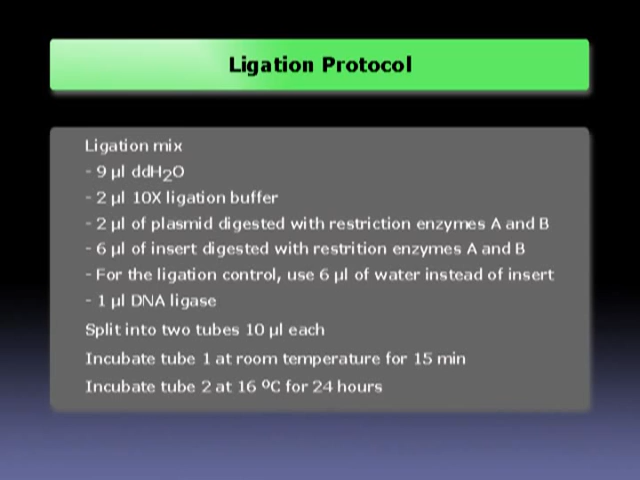 Ligation Protocol
Ligation mix
- 9 µl ddH2O
- 2 µl 10X ligation buffer
- 2 µl of plasmid digested with restriction enzymes A and B
- 6 µl of insert digested with restrition enzymes A and B
- For the ligation control, use 6 µl of water instead of insert
- 1 µl DNA ligase
Split into two tubes 10 µl each
Incubate tube 1 at room temperature for 15 min
Incubate tube 2 at 16 ºC for 24 hours